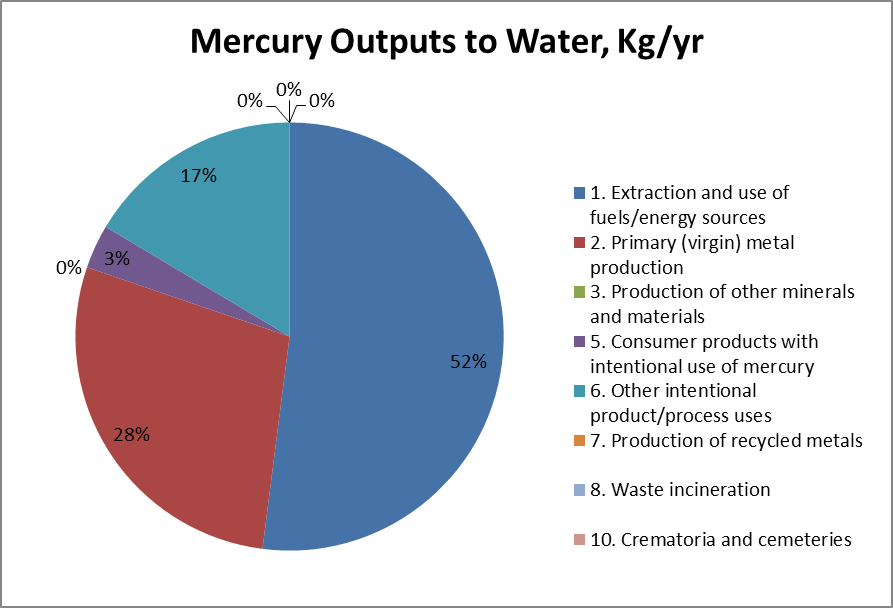 Mercury Outputs to Water, Kg/yr
0%
0%
0%
17%
3%
0%
52%
28%
1. Extraction and use of
fuels/energy sources
2. Primary (virgin) metal
production
3. Production of other minerals
and materials
5. Consumer products with
intentional use of mercury
6. Other intentional
product/process uses
7. Production of recycled metals
8. Waste incineration
10. Crematoria and cemeteries